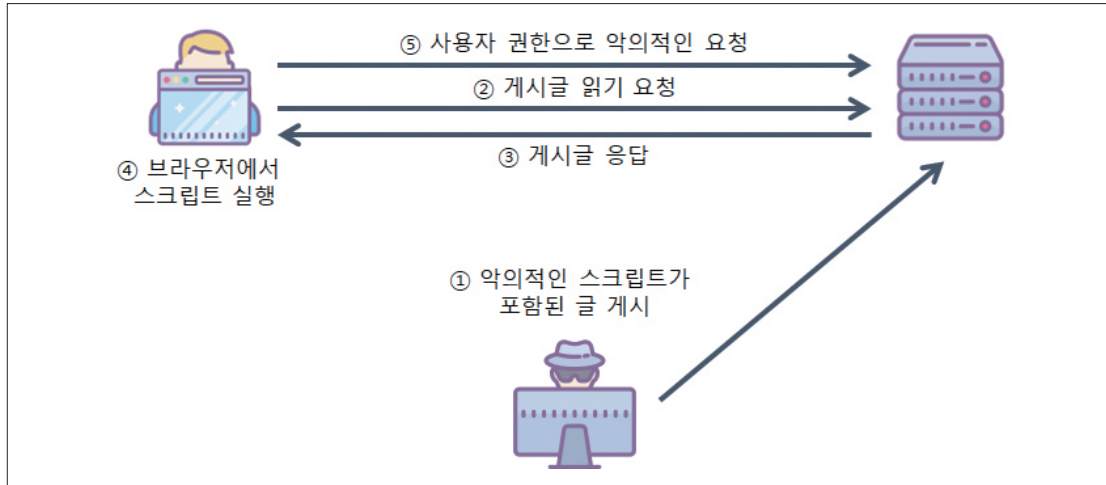 ⑤ 사용자 권한으로 악의적인 요청
② 게시글 읽기 요청
③ 게시글 응답
④ 브라우저에서
스크립트 실행
① 악의적인 스크립트가
포함된 글 게시